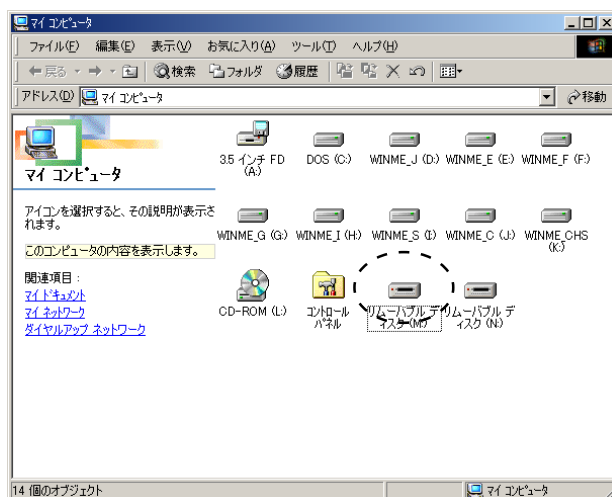 マイ コンピュータ
ファイル(F) 編集(E) 表示(V) お気に入り(A) ツール(T) ヘルプ(H)
戻る 検索 フォルダ 履歴
アドレス(D) マイ コンピュータ 移動
マイ コンピュータ
アイコンを選択すると、その説明が表示さ
れます。
このコンピュータの内容を表示します。
関連項目:
マイ ドキュメント
マイ ネットワーク
ダイヤルアップ ネットワーク
3.5 インチ FD
(A:)
DOS (C:)
WINME_J (D:)
WINME_E (E:)
WINME_F (F:)
WINME_G (G:)
WINME_I (H:)
WINME_S (I:)
WINME_C (J:)
WINME_CHS
(K:)
CD-ROM (L:)
コントロール
パネル
リムーバブル デ
ィスク (M:)
リムーバブル デ
ィスク (N:)
14 個のオブジェクト マイ コンピュータ